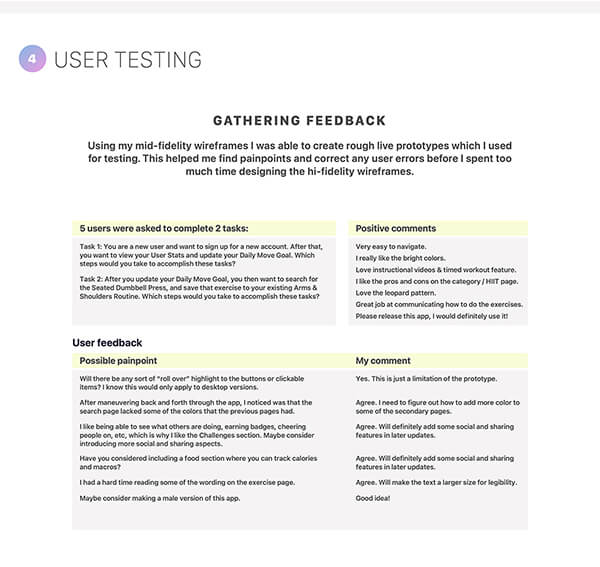 4 USER TESTING
GATHERING FEEDBACK
Using my mid-fidelity wireframes I was able to create rough live prototypes which I used
for testing. This helped me find painpoints and correct any user errors before I spent too
much time designing the hi-fidelity wireframes.
5 users were asked to complete 2 tasks:
Task 1: You are a new user and want to sign up for a new account. After that,
you want to view your User Stats and update your Daily Move Goal. Which
steps would you take to accomplish these tasks?
Task 2: After you update your Daily Move Goal, you then want to search for
the Seated Dumbbell Press, and save that exercise to your existing Arms &
Shoulders Routine. Which steps would you take to accomplish these tasks?
Positive comments
Very easy to navigate.
I really like the bright colors.
Love instructional videos & timed workout feature.
I like the pros and cons on the category / HIIT page.
Love the leopard pattern.
Great job at communicating how to do the exercises.
Please release this app, I would definitely use it!
User feedback
Possible painpoint
My comment
Will there be any sort of "roll over" highlight to the buttons or clickable
items? I know this would only apply to desktop versions.
Yes. This is just a limitation of the prototype.
After maneuvering back and forth through the app, I noticed was that the
search page lacked some of the colors that the previous pages had.
Agree. I need to figure out how to add more color to
some of the secondary pages.
I like being able to see what others are doing, earning badges, cheering
people on, etc, which is why I like the Challenges section. Maybe consider
introducing more social and sharing aspects.
Agree. Will definitely add some social and sharing
features in later updates.
Have you considered including a food section where you can track calories
and macros?
Agree. Will definitely add some social and sharing
features in later updates.
I had a hard time reading some of the wording on the exercise page.
Agree. Will make the text a larger size for legibility.
Maybe consider making a male version of this app.
Good idea!